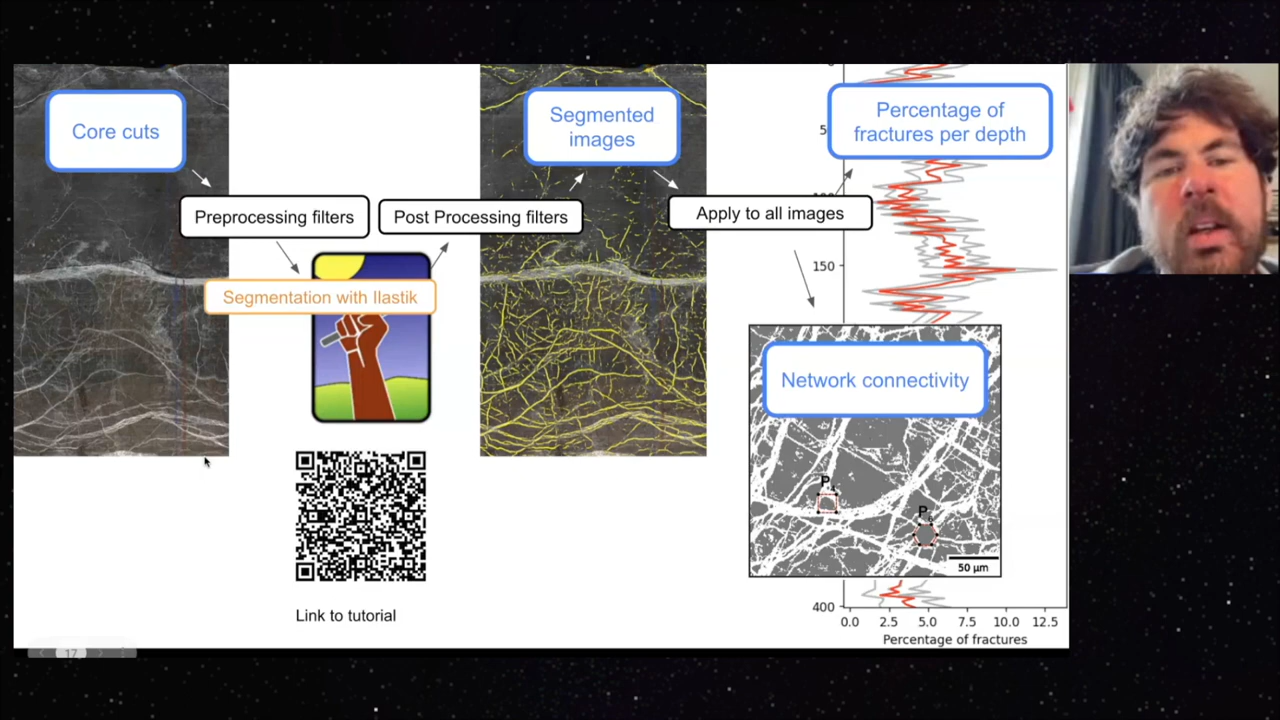 Core cuts
Preprocessing filters
Segmentation with Ilastik
Post Processing filters
Segmented
images
Apply to all images
Percentage of
fractures per depth
150
Network connectivity
P
P
50 µm
400
0.0 2.5 5.0 7.5 10.0 12.5
Percentage of fractures
Link to tutorial
17